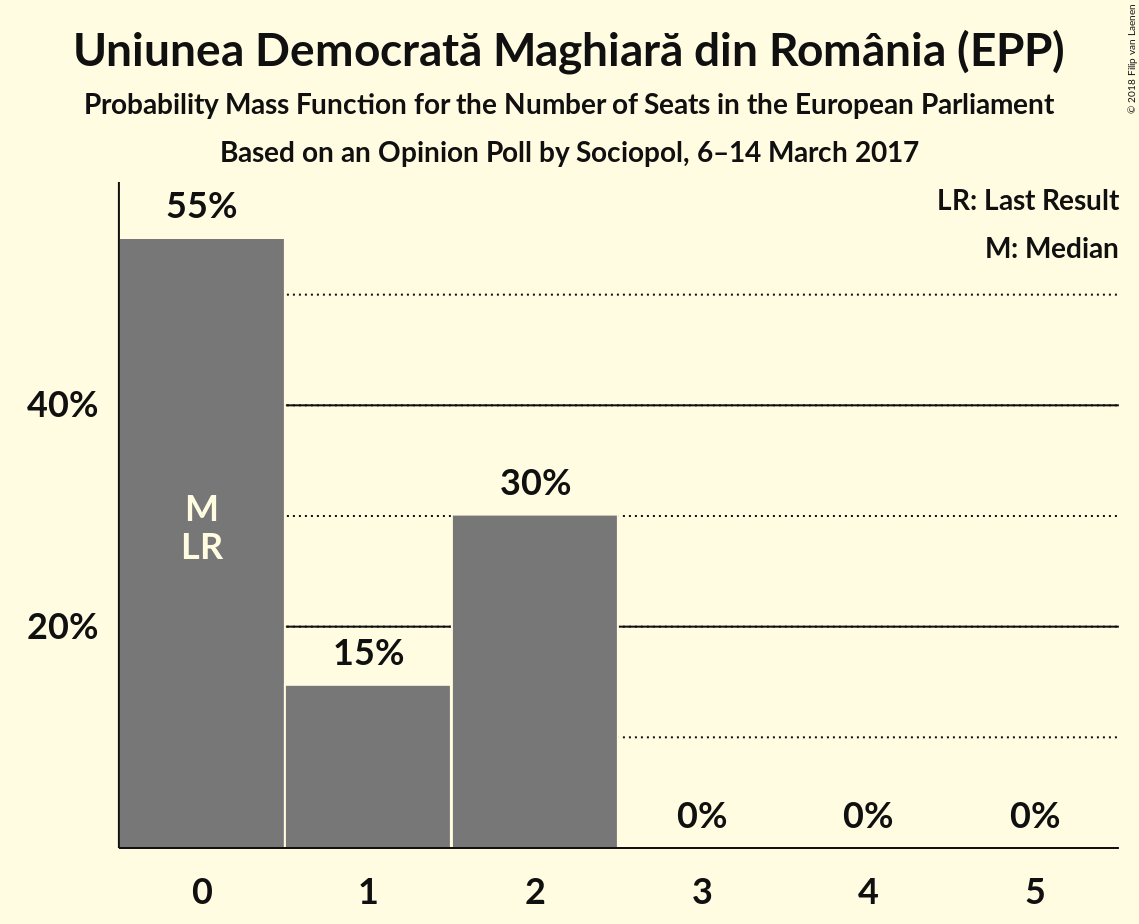 Uniunea Democrată Maghiară din România (EPP)
Probability Mass Function for the Number of Seats in the European Parliament
Based on an Opinion Poll by Sociopol, 6–14 March 2017
© 2018 Filip van Laenen
LR: Last Result
M: Median
55%
40%
30%
M
LR
20%
15%
0%
0%
0%
0
1
2
3
4
5